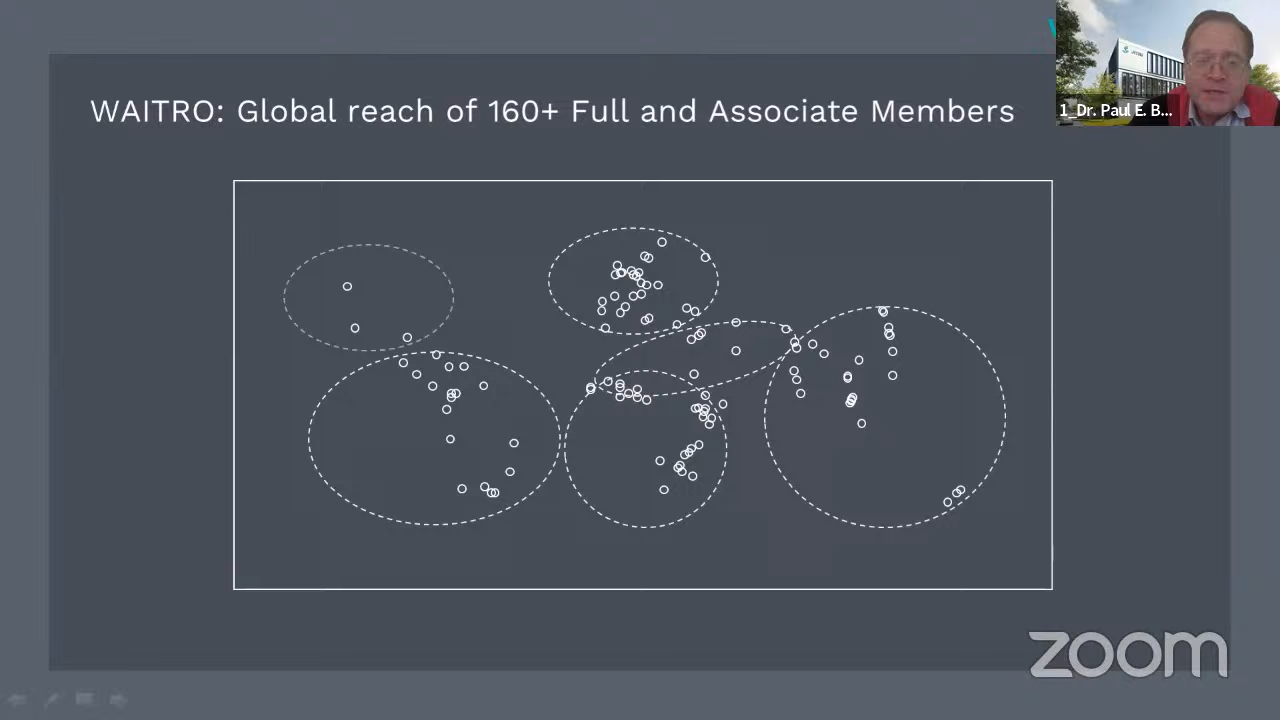 WAITRO: Global reach of 160+ Full and Associate Members
1_Dr. Paul E. B...
zoom